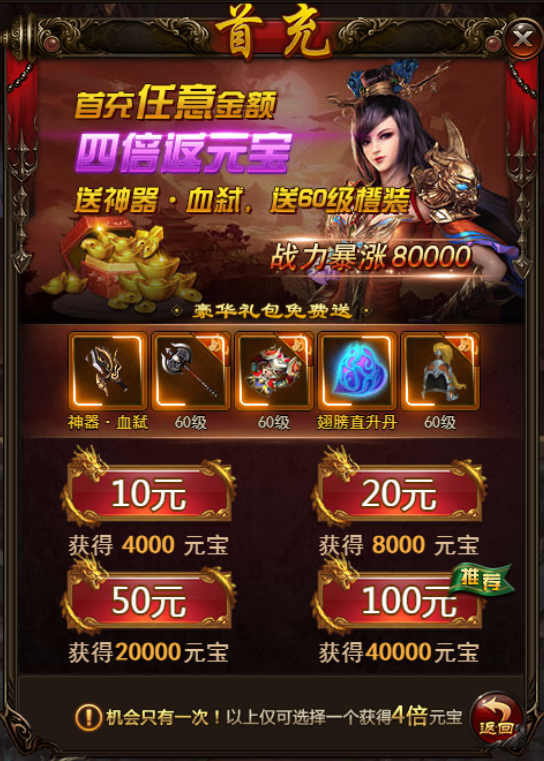 首充
首充任意金额
四倍返元宝
送神器·血弑，送60级橙装
战力暴涨80000
·豪华礼包免费送·
神器·血弑 60级 60级 翅膀直升丹 60级
10元 20元
获得 4000 元宝 获得 8000 元宝
推荐
50元 100元
获得20000元宝 获得40000元宝
机会只有一次！以上仅可选择一个获得4倍元宝
返回